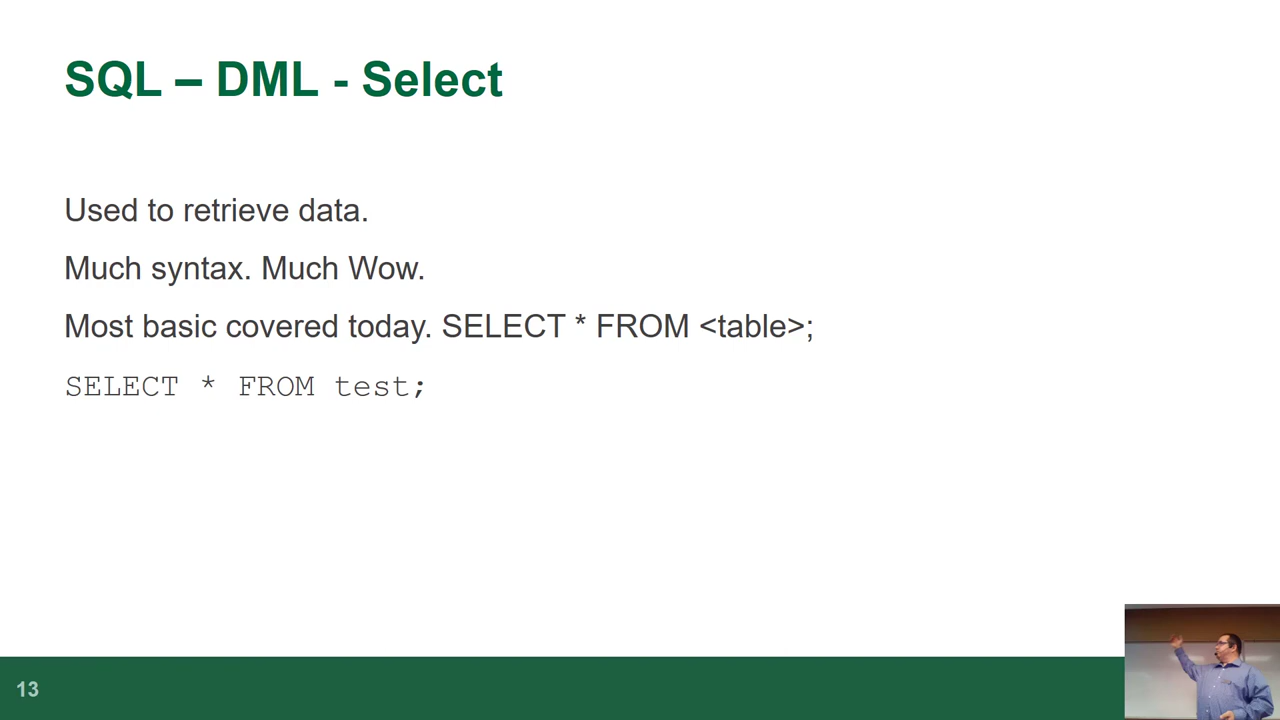 SQL – DML - Select
Used to retrieve data.
Much syntax. Much Wow.
Most basic covered today. SELECT * FROM <table>;
SELECT * FROM test;
13